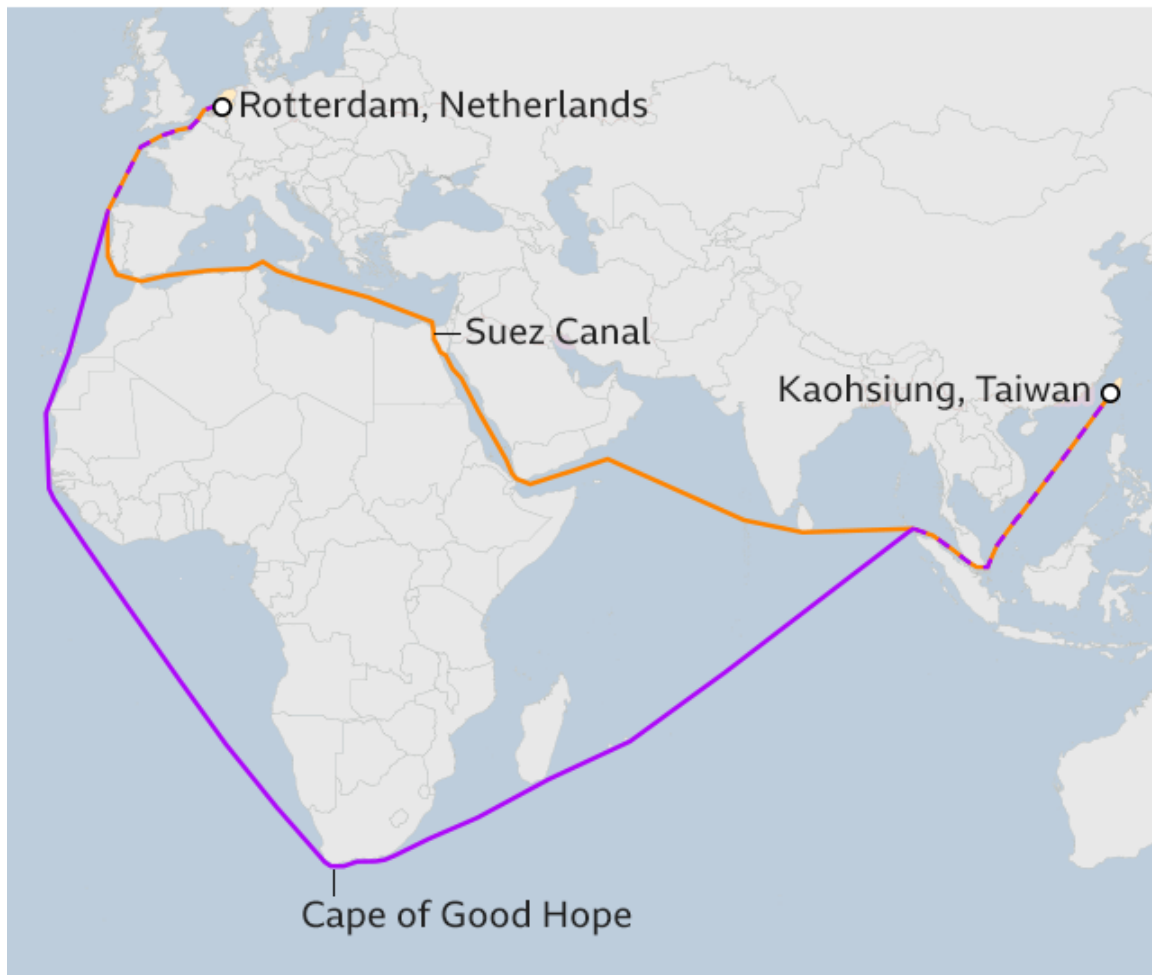 Rotterdam, Netherlands
Suez Canal
Kaohsiung, Taiwan
Cape of Good Hope